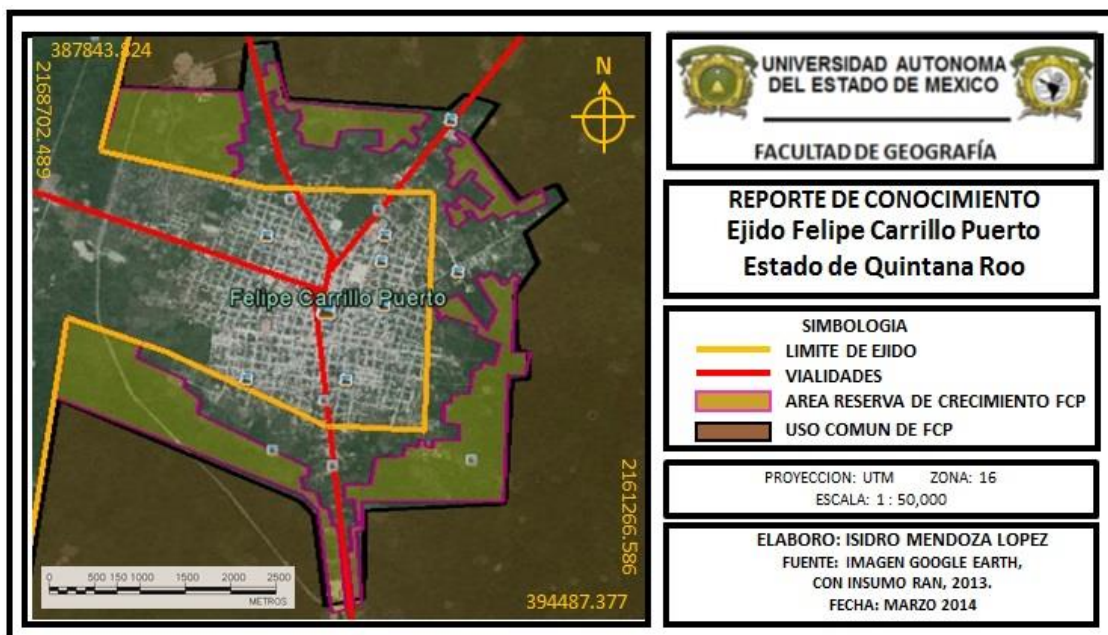 387843.824
2168702.489
N
Felipe Carrillo Puerto
2161266.586
394487.377
0 500 150 1000 1500 2000 2500
METROS
UNIVERSIDAD AUTONOMA
DEL ESTADO DE MEXICO
FACULTAD DE GEOGRAFÍA
REPORTE DE CONOCIMIENTO
Ejido Felipe Carrillo Puerto
Estado de Quintana Roo
SIMBOLOGIA
LIMITE DE EJIDO
VIALIDADES
AREA RESERVA DE CRECIMIENTO FCP
USO COMUN DE FCP
PROYECCION: UTM ZONA: 16
ESCALA: 1 : 50,000
ELABORO: ISIDRO MENDOZA LOPEZ
FUENTE: IMAGEN GOOGLE EARTH,
CON INSUMO RAN, 2013.
FECHA: MARZO 2014